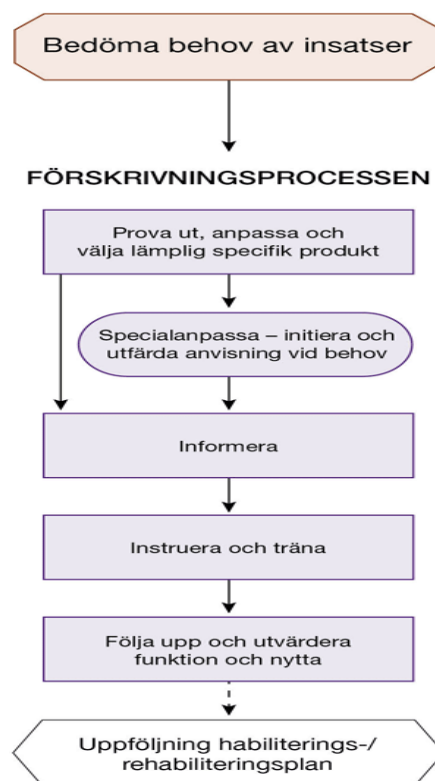 Bedöma behov av insatser
FÖRSKRIVNINGSPROCESSEN
Prova ut, anpassa och
välja lämplig specifik produkt
Specialanpassa – initiera och
utfärda anvisning vid behov
Informera
Instruera och träna
Följa upp och utvärdera
funktion och nytta
Uppföljning habiliterings-/
rehabiliteringsplan